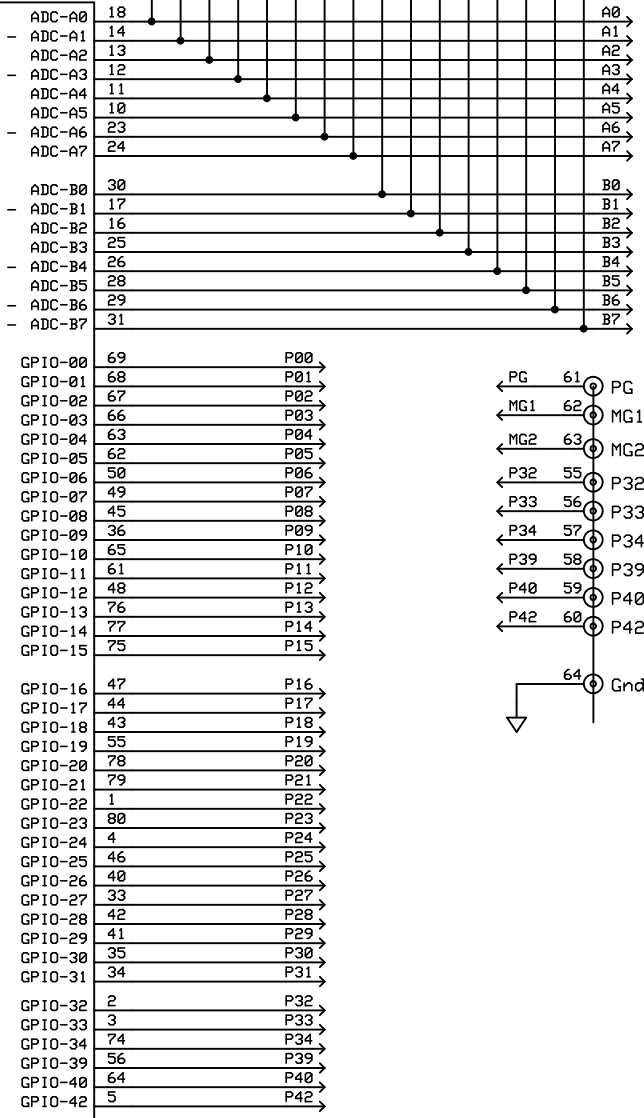 ADC-A0 18 A0
- ADC-A1 14 A1
ADC-A2 13 A2
- ADC-A3 12 A3
ADC-A4 11 A4
ADC-A5 10 A5
- ADC-A6 23 A6
ADC-A7 24 A7
ADC-B0 30 B0
- ADC-B1 17 B1
ADC-B2 16 B2
ADC-B3 25 B3
- ADC-B4 26 B4
ADC-B5 28 B5
- ADC-B6 29 B6
- ADC-B7 31 B7
GPIO-00 69 P00
GPIO-01 68 P01
GPIO-02 67 P02
GPIO-03 66 P03
GPIO-04 63 P04
GPIO-05 62 P05
GPIO-06 50 P06
GPIO-07 49 P07
GPIO-08 45 P08
GPIO-09 36 P09
GPIO-10 65 P10
GPIO-11 61 P11
GPIO-12 48 P12
GPIO-13 76 P13
GPIO-14 77 P14
GPIO-15 75 P15
GPIO-16 47 P16
GPIO-17 44 P17
GPIO-18 43 P18
GPIO-19 55 P19
GPIO-20 78 P20
GPIO-21 79 P21
GPIO-22 1 P22
GPIO-23 80 P23
GPIO-24 4 P24
GPIO-25 46 P25
GPIO-26 40 P26
GPIO-27 33 P27
GPIO-28 42 P28
GPIO-29 41 P29
GPIO-30 35 P30
GPIO-31 34 P31
GPIO-32 2 P32
GPIO-33 3 P33
GPIO-34 74 P34
GPIO-39 56 P39
GPIO-40 64 P40
GPIO-42 5 P42
PG 61 PG
MG1 62 MG1
MG2 63 MG2
P32 55 P32
P33 56 P33
P34 57 P34
P39 58 P39
P40 59 P40
P42 60 P42
64 Gnd